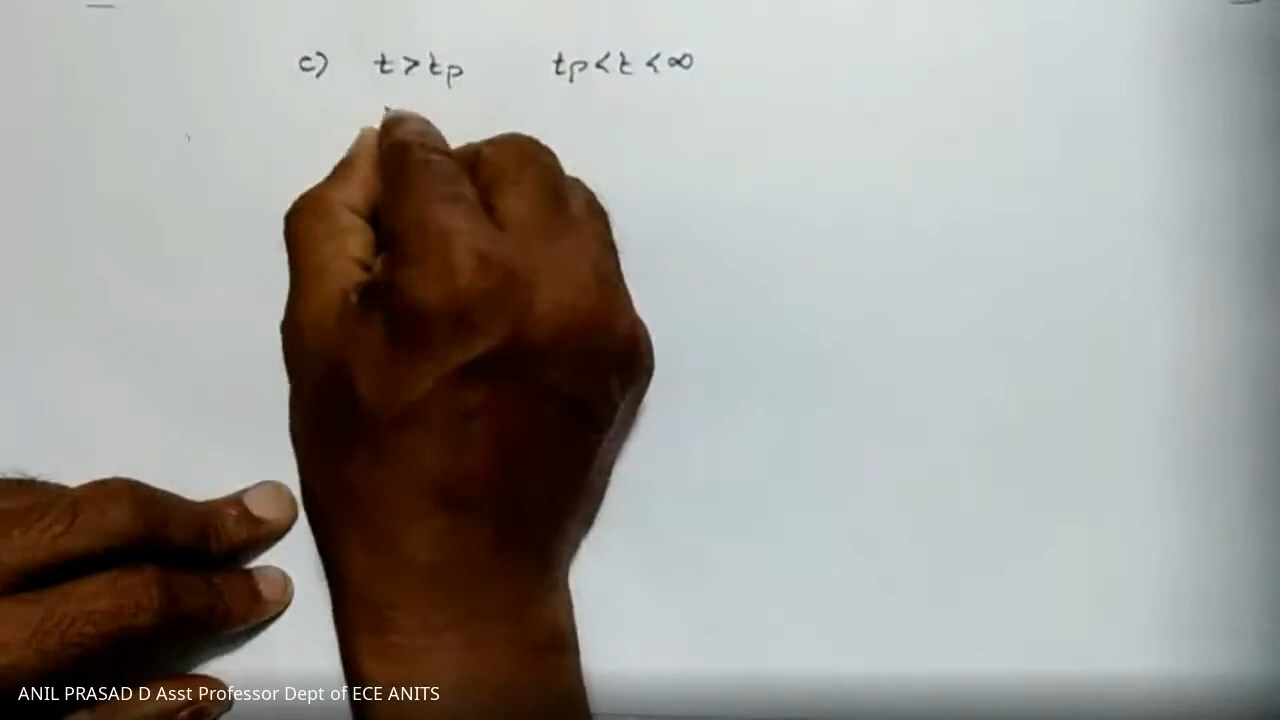 c) t > tp tp < t < ∞
ANIL PRASAD D Asst Professor Dept of ECE ANITS